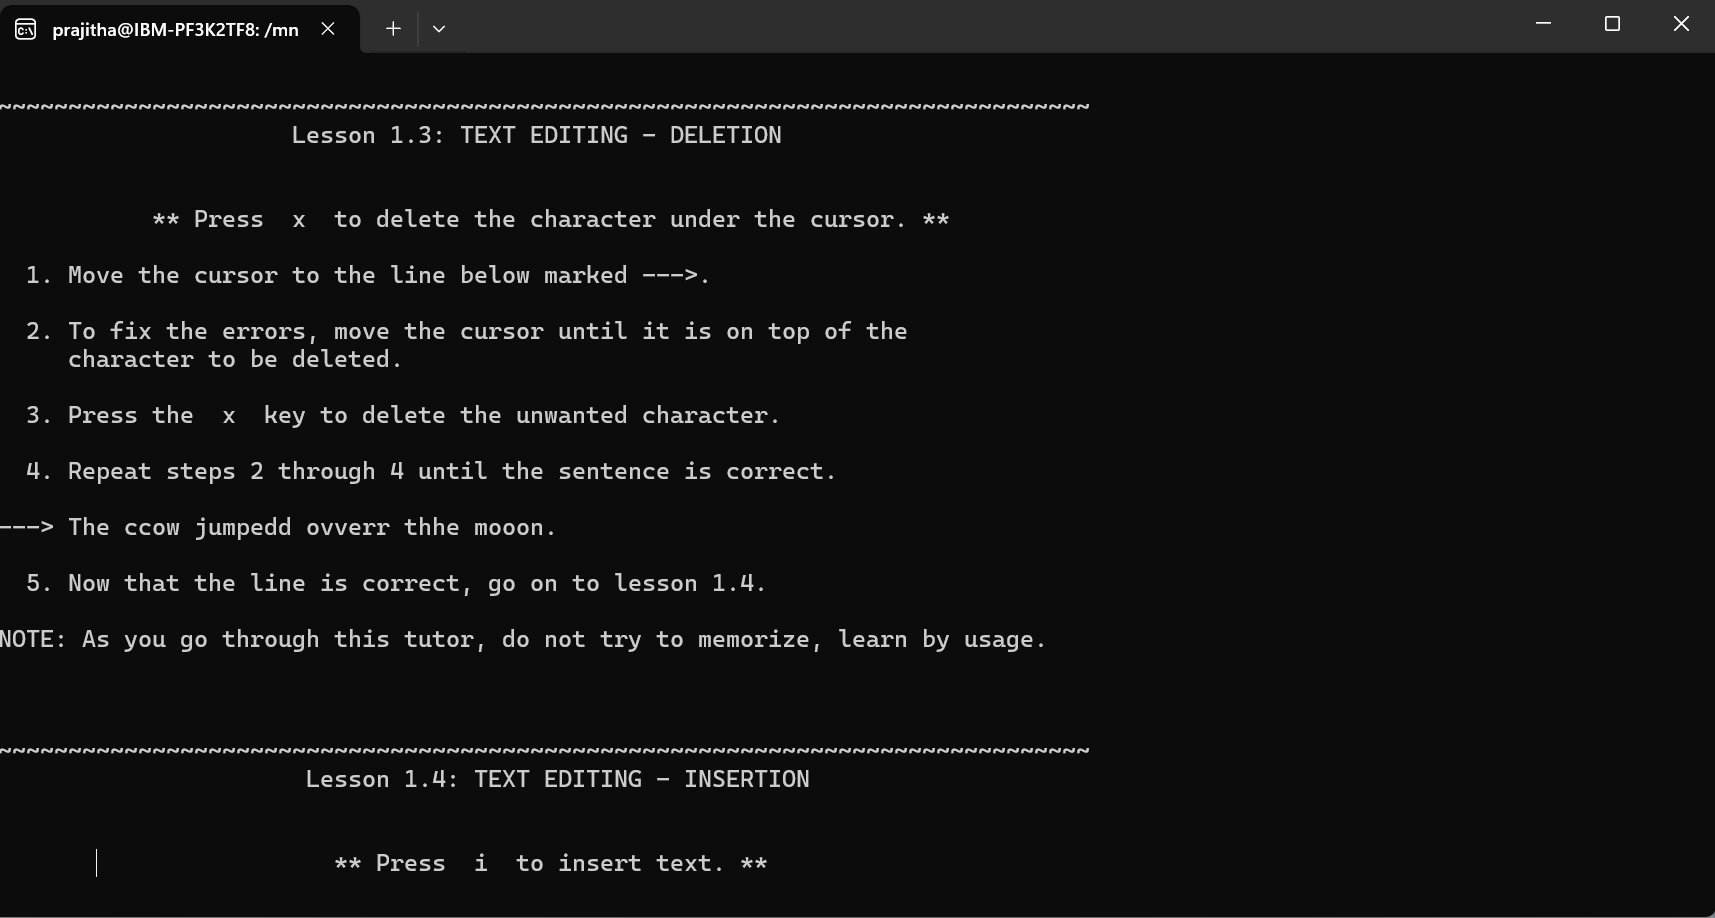 prajitha@IBM-PF3K2TF8: /mn
~~~~~~~~~~~~~~~~~~~~~~~~~~~~~~~~~~~~~~~~~~~~~~~~~~~~~~~~~~~~~~~~~~~~~~~~~~~~~~
Lesson 1.3: TEXT EDITING - DELETION
** Press  x  to delete the character under the cursor. **
1. Move the cursor to the line below marked --->.
2. To fix the errors, move the cursor until it is on top of the
character to be deleted.
3. Press the  x  key to delete the unwanted character.
4. Repeat steps 2 through 4 until the sentence is correct.
---> The ccow jumpedd ovverr thhe mooon.
5. Now that the line is correct, go on to lesson 1.4.
NOTE: As you go through this tutor, do not try to memorize, learn by usage.
~~~~~~~~~~~~~~~~~~~~~~~~~~~~~~~~~~~~~~~~~~~~~~~~~~~~~~~~~~~~~~~~~~~~~~~~~~~~~~
Lesson 1.4: TEXT EDITING - INSERTION
** Press  i  to insert text. **